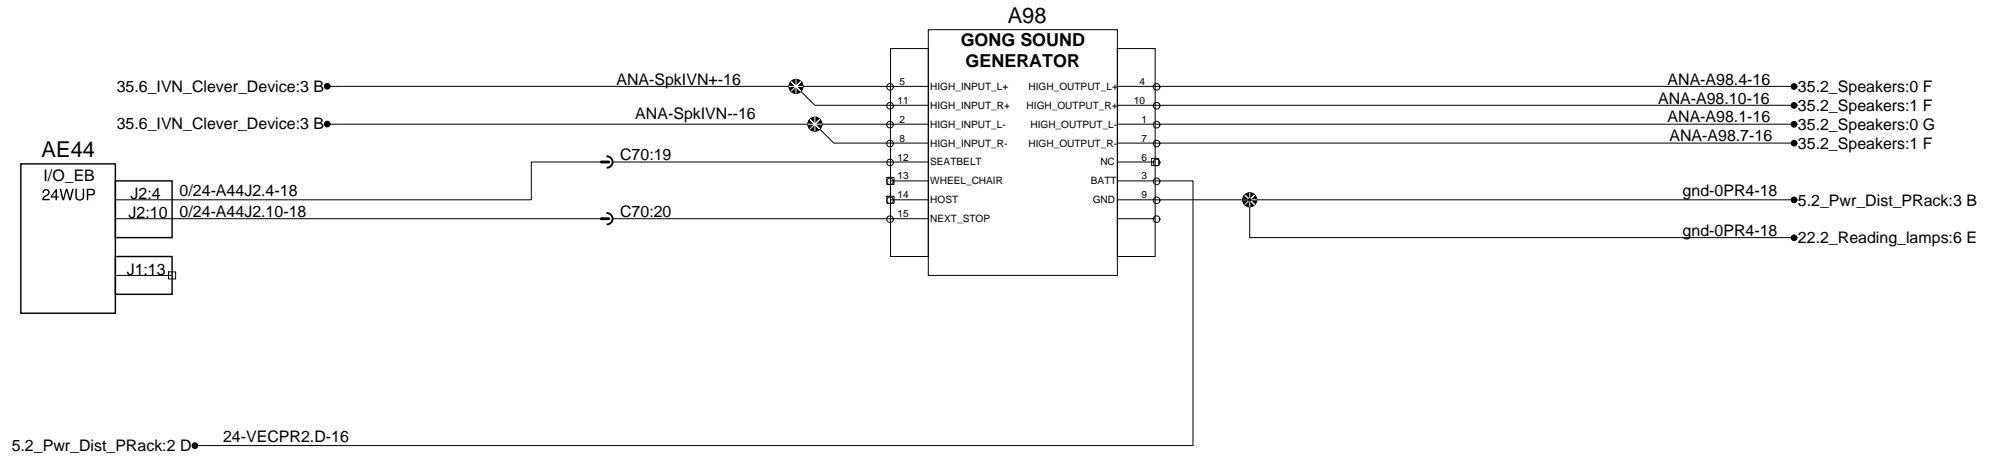 A98
GONG SOUND
GENERATOR
35.6_IVN_Clever_Device:3 B
ANA-SpkIVN+-16
5
HIGH_INPUT_L+
HIGH_OUTPUT_L+
4
ANA-A98.4-16
35.2_Speakers:0 F
11
HIGH_INPUT_R+
HIGH_OUTPUT_R+
10
ANA-A98.10-16
35.2_Speakers:1 F
35.6_IVN_Clever_Device:3 B
ANA-SpkIVN--16
2
HIGH_INPUT_L-
HIGH_OUTPUT_L-
1
ANA-A98.1-16
35.2_Speakers:0 G
8
HIGH_INPUT_R-
HIGH_OUTPUT_R-
7
ANA-A98.7-16
35.2_Speakers:1 F
AE44
I/O_EB
24WUP
C70:19
12
SEATBELT
NC
6
13
WHEEL_CHAIR
BATT
3
J2:4
0/24-A44J2.4-18
14
HOST
GND
9
gnd-0PR4-18
5.2_Pwr_Dist_PRack:3 B
J2:10
0/24-A44J2.10-18
C70:20
15
NEXT_STOP
gnd-0PR4-18
22.2_Reading_lamps:6 E
J1:13
5.2_Pwr_Dist_PRack:2 D
24-VECPR2.D-16